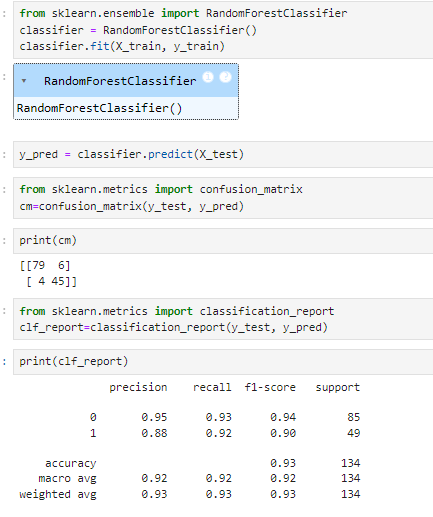 from sklearn.ensemble import RandomForestClassifier
classifier = RandomForestClassifier()
classifier.fit(X_train, y_train)
▾ RandomForestClassifier i ?
RandomForestClassifier()
y_pred = classifier.predict(X_test)
from sklearn.metrics import confusion_matrix
cm=confusion_matrix(y_test, y_pred)
print(cm)
[[79  6]
 [ 4 45]]
from sklearn.metrics import classification_report
clf_report=classification_report(y_test, y_pred)
print(clf_report)
precision recall f1-score support
0 0.95 0.93 0.94 85
1 0.88 0.92 0.90 49
accuracy 0.93 134
macro avg 0.92 0.92 0.92 134
weighted avg 0.93 0.93 0.93 134